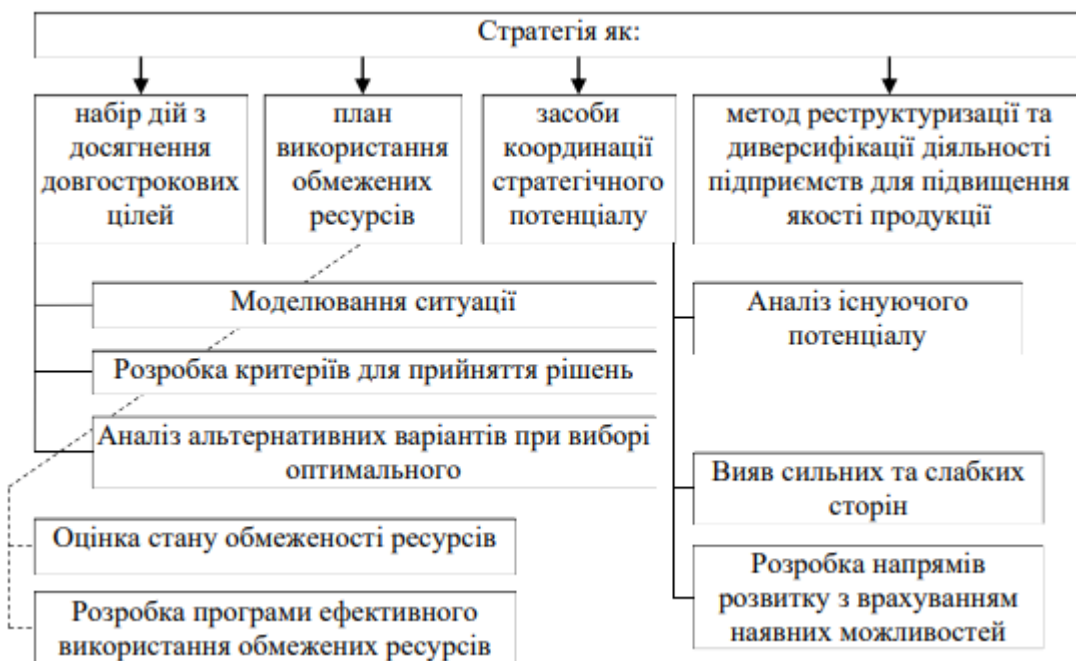 Стратегія як:
набір дій з
досягнення
довгострокових
цілей
план
використання
обмежених
ресурсів
засоби
координації
стратегічного
потенціалу
метод реструктуризації та
диверсифікації діяльності
підприємств для підвищення
якості продукції
Моделювання ситуації
Розробка критеріїв для прийняття рішень
Аналіз альтернативних варіантів при виборі
оптимального
Оцінка стану обмеженості ресурсів
Розробка програми ефективного
використання обмежених ресурсів
Аналіз існуючого
потенціалу
Вияв сильних та слабких
сторін
Розробка напрямів
розвитку з врахуванням
наявних можливостей